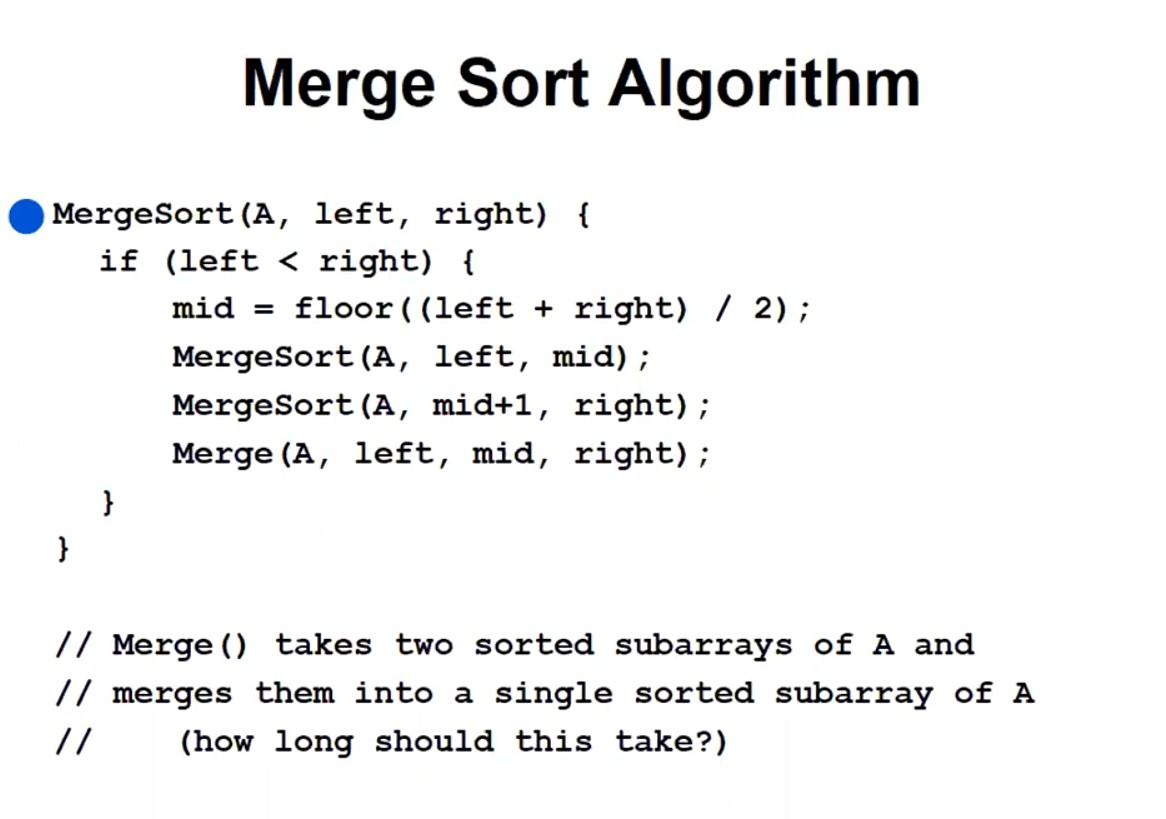 Merge Sort Algorithm
MergeSort(A, left, right) {
if (left < right) {
mid = floor((left + right) / 2);
MergeSort(A, left, mid);
MergeSort(A, mid+1, right);
Merge(A, left, mid, right);
}
}
// Merge() takes two sorted subarrays of A and
// merges them into a single sorted subarray of A
// (how long should this take?)